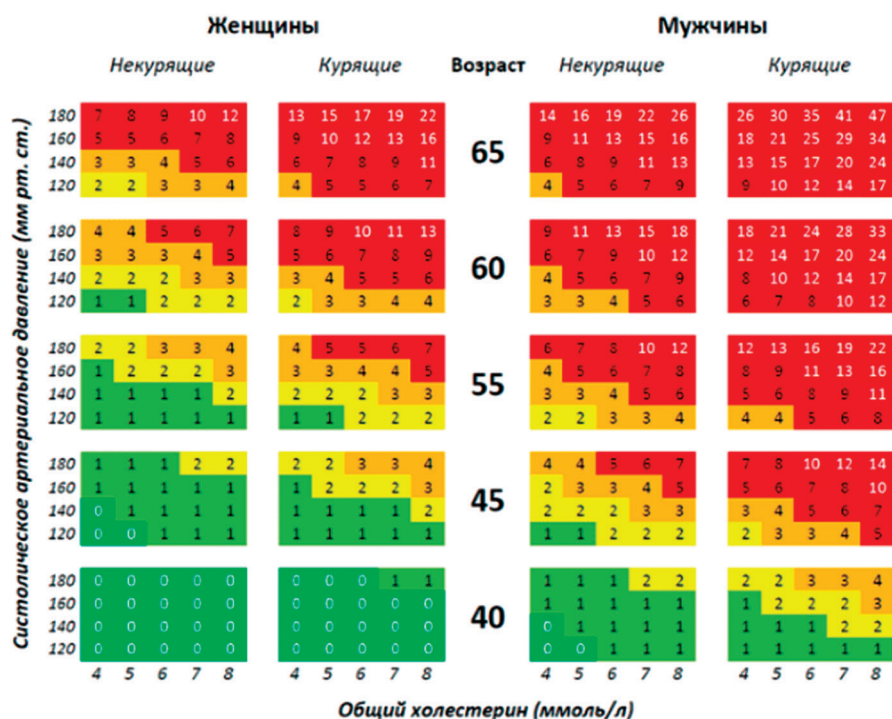 Женщины Мужчины
Некурящие Курящие Возраст Некурящие Курящие
Систолическое артериальное давление (мм рт. ст.)
180 7 8 9 10 12 13 15 17 19 22 14 16 19 22 26 26 30 35 41 47
160 5 5 6 7 8 9 10 12 13 16 9 11 13 15 16 18 21 25 29 34
65
140 3 3 4 5 6 6 7 8 9 11 6 8 9 11 13 13 15 17 20 24
120 2 2 3 3 4 4 5 5 6 7 4 5 6 7 9 9 10 12 14 17
180 4 4 5 6 7 8 9 10 11 13 9 11 13 15 18 18 21 24 28 33
160 3 3 3 4 5 5 6 7 8 9 6 7 9 10 12 12 14 17 20 24
60
140 2 2 2 3 3 3 4 5 5 6 4 5 6 7 9 8 10 12 14 17
120 1 1 2 2 2 2 3 3 4 4 3 3 4 5 6 6 7 8 10 12
180 2 2 3 3 4 4 5 5 6 7 6 7 8 10 12 12 13 16 19 22
160 1 2 2 2 3 3 3 4 4 5 4 5 6 7 8 8 9 11 13 16
55
140 1 1 1 1 2 2 2 2 3 3 3 3 4 5 6 5 6 8 9 11
120 1 1 1 1 1 1 1 2 2 2 2 2 3 3 4 4 4 5 6 8
180 1 1 1 2 2 2 2 3 3 4 4 4 5 6 7 7 8 10 12 14
160 1 1 1 1 1 1 2 2 2 3 2 3 3 4 5 5 6 7 8 10
45
140 0 1 1 1 1 1 1 1 1 2 2 2 2 3 3 3 4 5 6 7
120 0 0 1 1 1 1 1 1 1 1 1 1 2 2 2 2 3 3 4 5
180 0 0 0 0 0 0 0 0 1 1 1 1 1 2 2 2 2 3 3 4
160 0 0 0 0 0 0 0 0 0 0 1 1 1 1 1 1 2 2 2 3
40
140 0 0 0 0 0 0 0 0 0 0 0 1 1 1 1 1 1 1 2 2
120 0 0 0 0 0 0 0 0 0 0 0 0 1 1 1 1 1 1 1 1
4 5 6 7 8 4 5 6 7 8 4 5 6 7 8 4 5 6 7 8
Общий холестерин (ммоль/л)